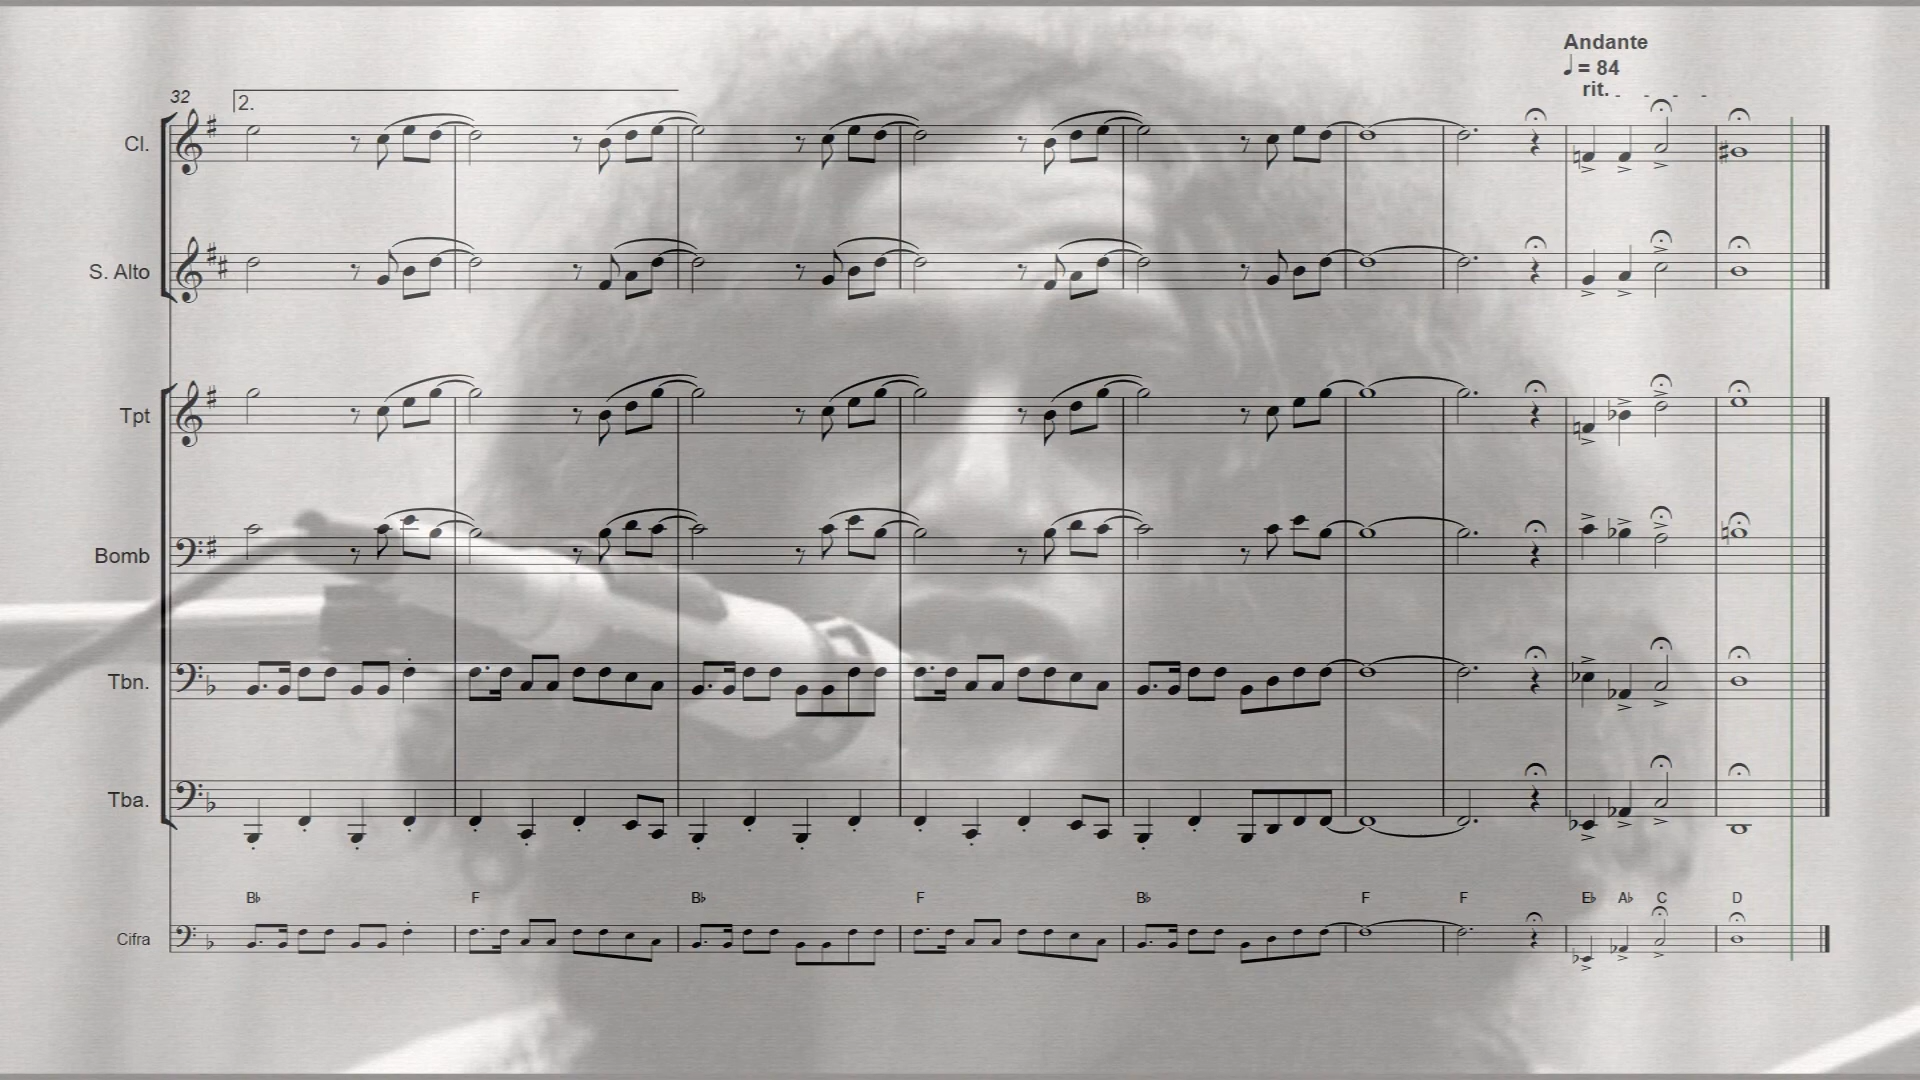 Andante
♩ = 84
rit.
32
2.
Cl.
S. Alto
Tpt
Bomb
Tbn.
Tba.
B♭ F B♭ F B♭ F F E♭ A♭ C D
Cifra